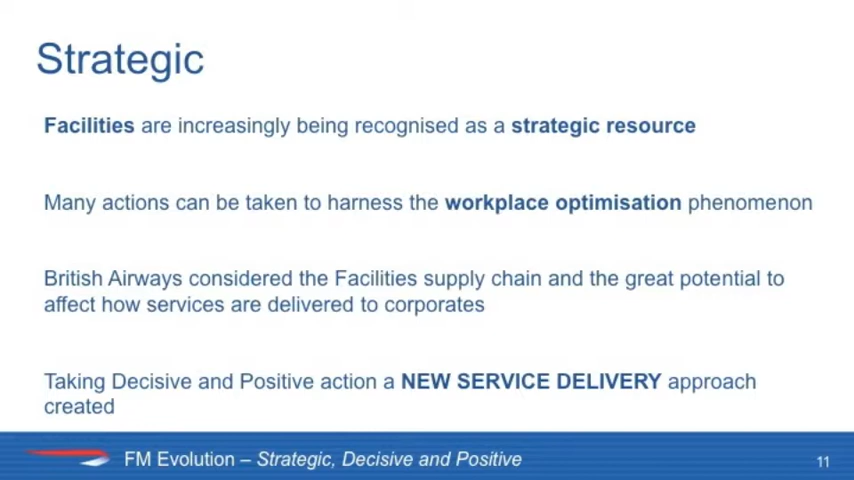 Strategic
Facilities are increasingly being recognised as a strategic resource
Many actions can be taken to harness the workplace optimisation phenomenon
British Airways considered the Facilities supply chain and the great potential to
affect how services are delivered to corporates
Taking Decisive and Positive action a NEW SERVICE DELIVERY approach
created
FM Evolution – Strategic, Decisive and Positive
11